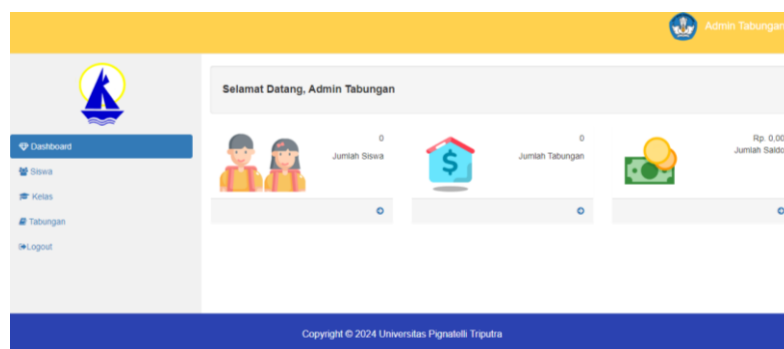 Admin Tabungan
Selamat Datang, Admin Tabungan
Dashboard
Siswa
Kelas
Tabungan
Logout
0
Jumlah Siswa
0
Jumlah Tabungan
$
Rp. 0,00
Jumlah Saldo
Copyright © 2024 Universitas Pignatelli Triputra